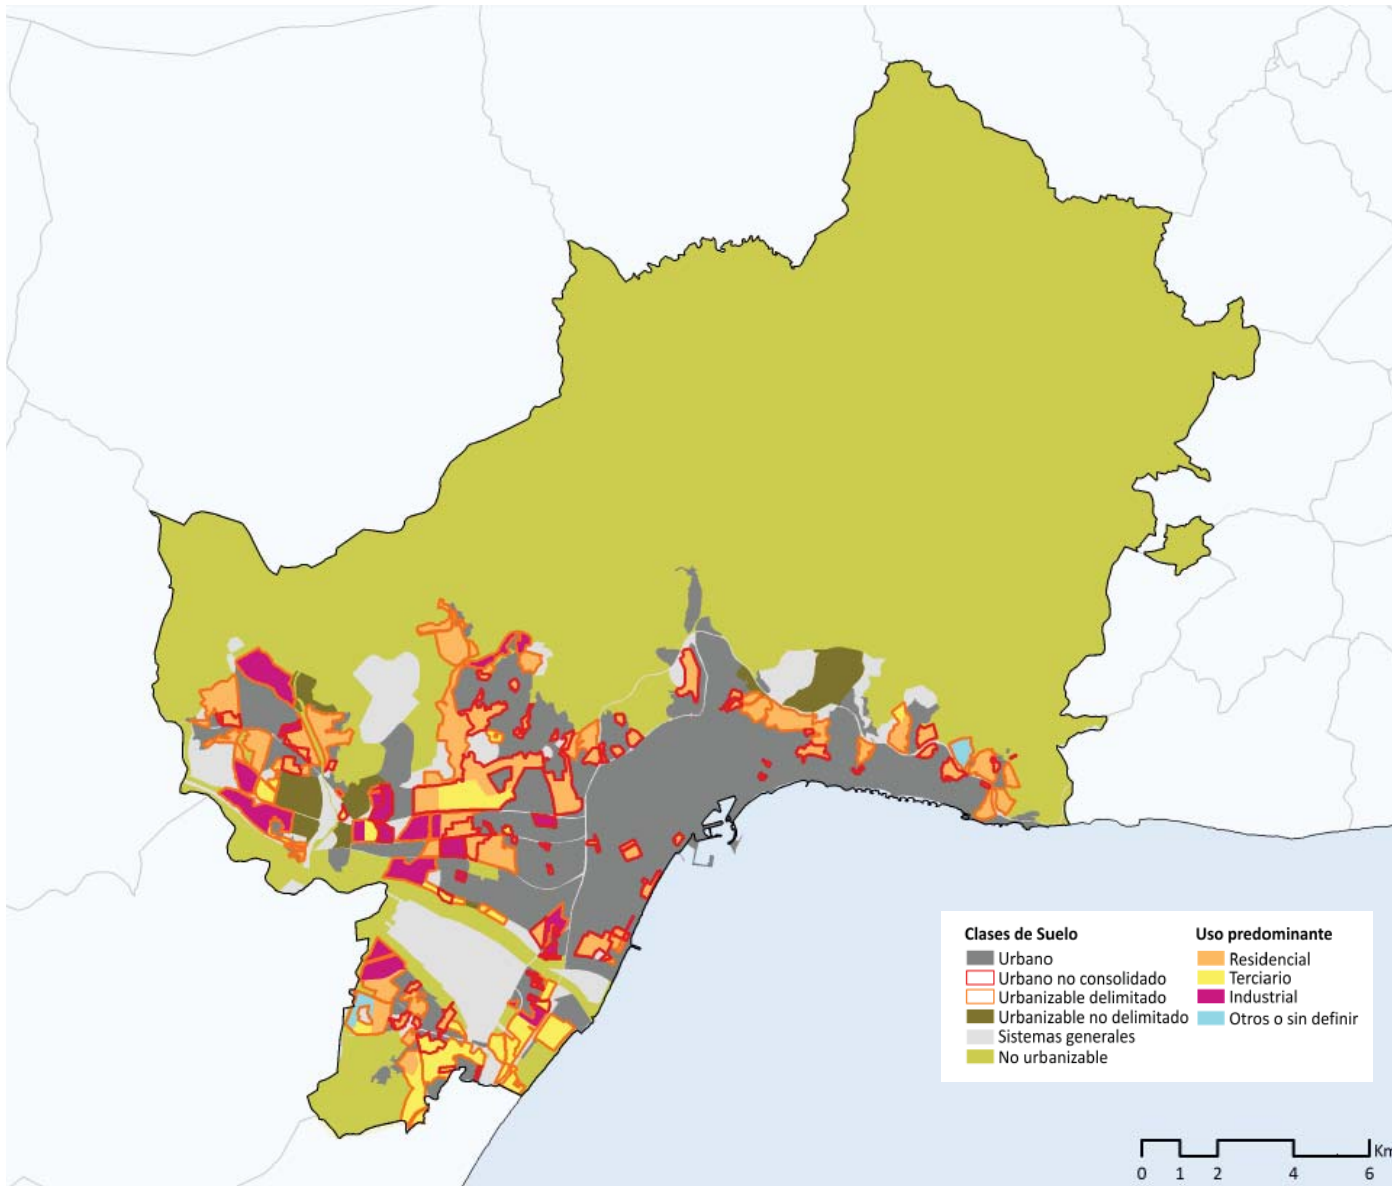 Clases de Suelo
Urbano
Urbano no consolidado
Urbanizable delimitado
Urbanizable no delimitado
Sistemas generales
No urbanizable
Uso predominante
Residencial
Terciario
Industrial
Otros o sin definir
Km
0 1 2 4 6